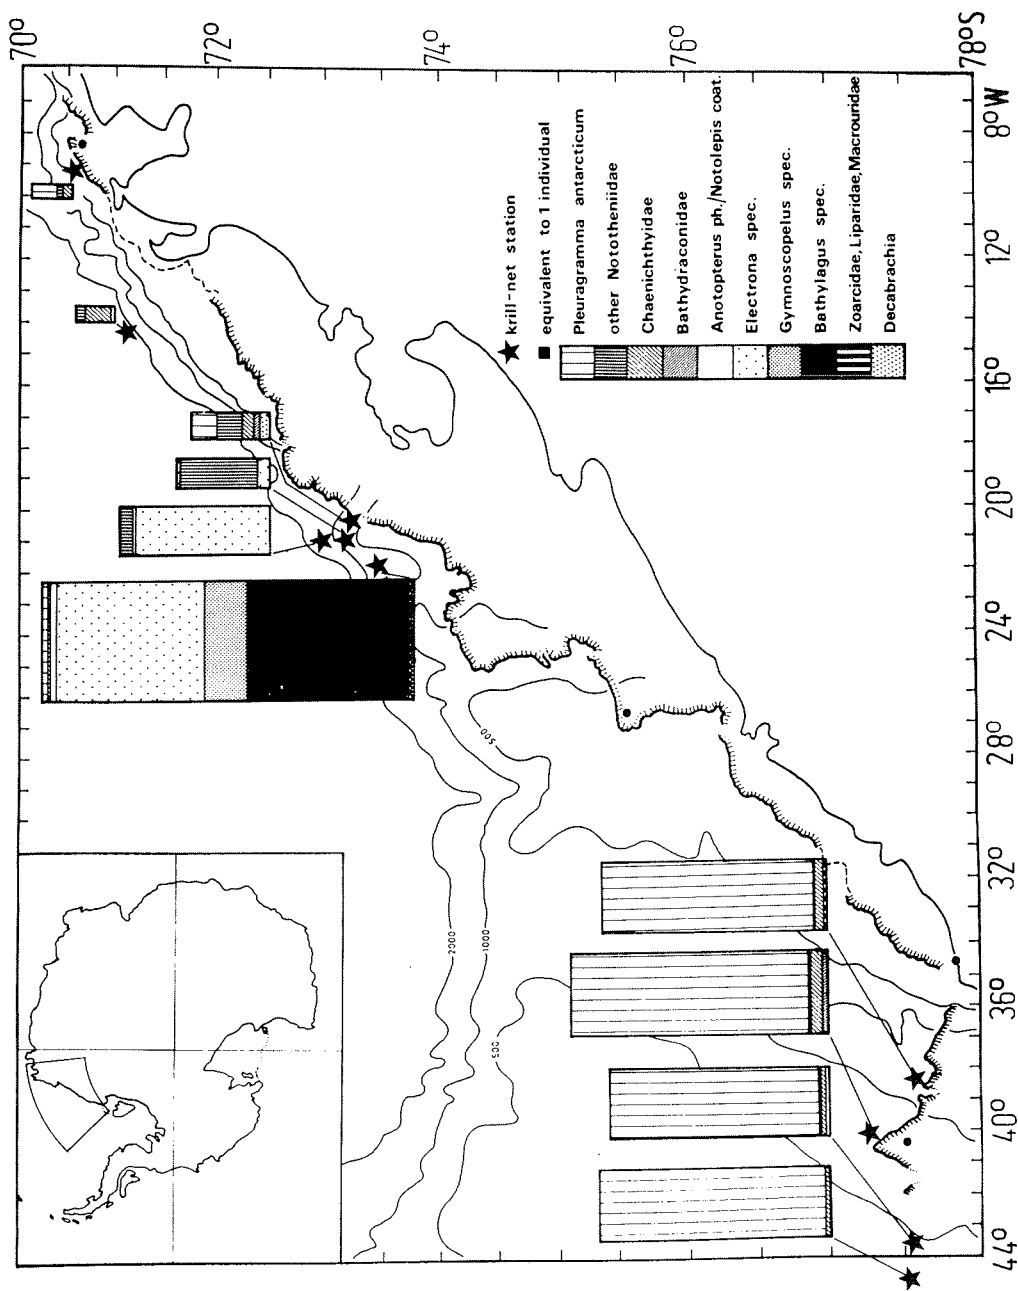 70°
72°
74°
76°
78°S
8°W
12°
16°
20°
24°
28°
32°
36°
40°
44°
krill-net station
equivalent to 1 individual
Pleuragramma antarcticum
other Nototheniidae
Chaenichthyidae
Bathydraconidae
Anotopterus ph./Notolepis coat.
Electrona spec.
Gymnoscopelus spec.
Bathylagus spec.
Zoarcidae, Liparidae, Macrouridae
Decabrachia
500
2000
1000
500